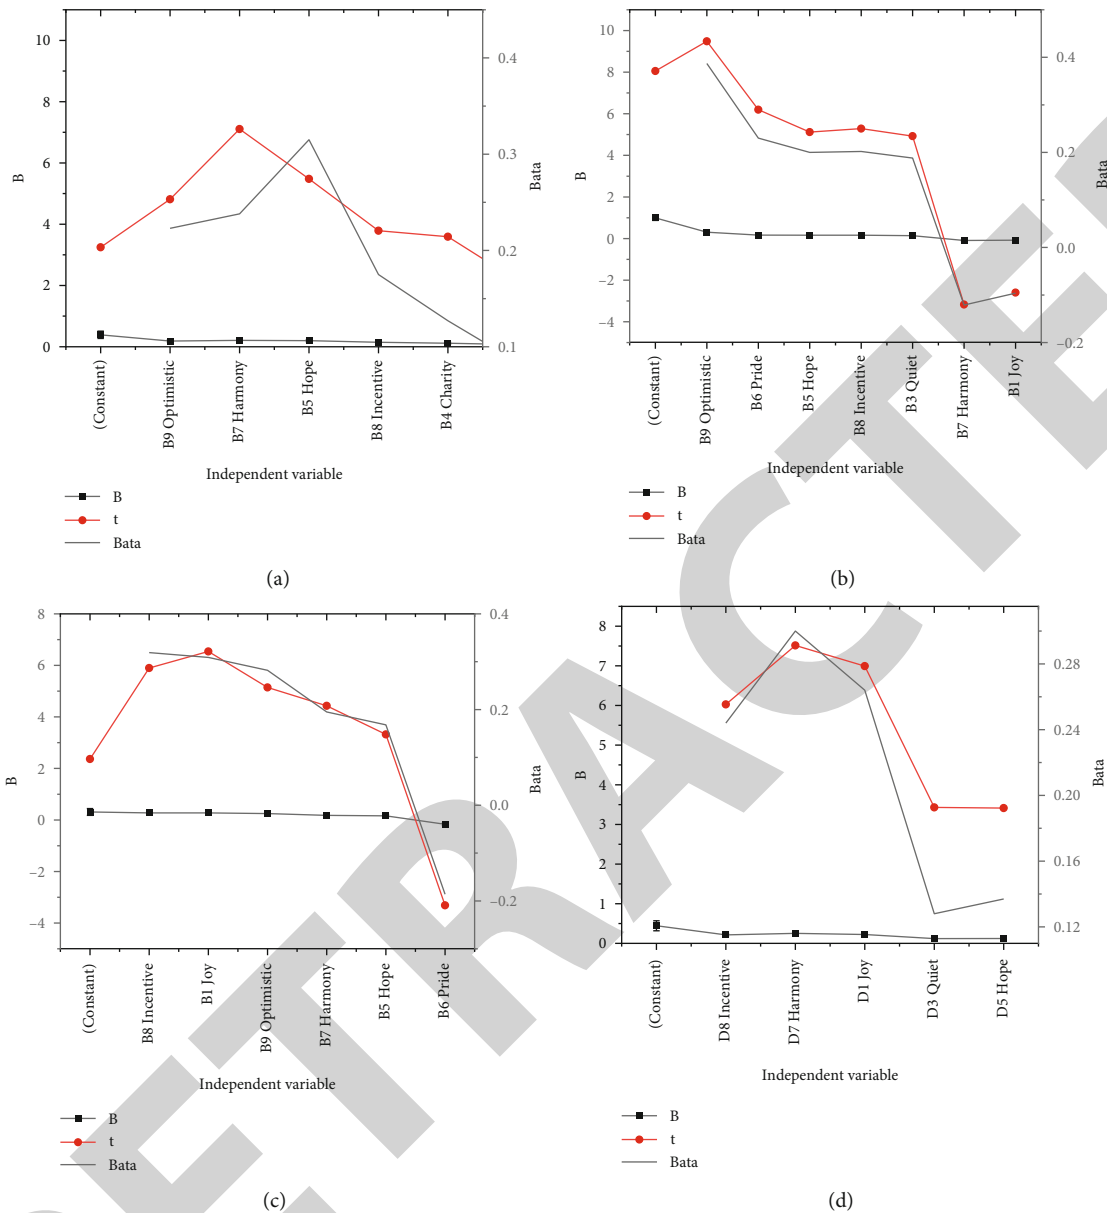 10
8
6
4
2
0
B
0.4
0.3
0.2
0.1
Bata
(Constant)
B9 Optimistic
B7 Harmony
B5 Hope
B8 Incentive
B4 Charity
Independent variable
B
t
Bata
(a)
10
8
6
4
2
0
−2
−4
B
0.4
0.2
0.0
−0.2
Bata
(Constant)
B9 Optimistic
B6 Pride
B5 Hope
B8 Incentive
B3 Quiet
B7 Harmony
B1 Joy
Independent variable
B
t
Bata
(b)
8
6
4
2
0
−2
−4
B
0.4
0.2
0.0
−0.2
Bata
(Constant)
B8 Incentive
B1 Joy
B9 Optimistic
B7 Harmony
B5 Hope
B6 Pride
Independent variable
B
t
Bata
(c)
8
7
6
5
4
3
2
1
0
B
0.28
0.24
0.20
0.16
0.12
Bata
(Constant)
D8 Incentive
D7 Harmony
D1 Joy
D3 Quiet
D5 Hope
Independent variable
B
t
Bata
(d)
RETRACTED